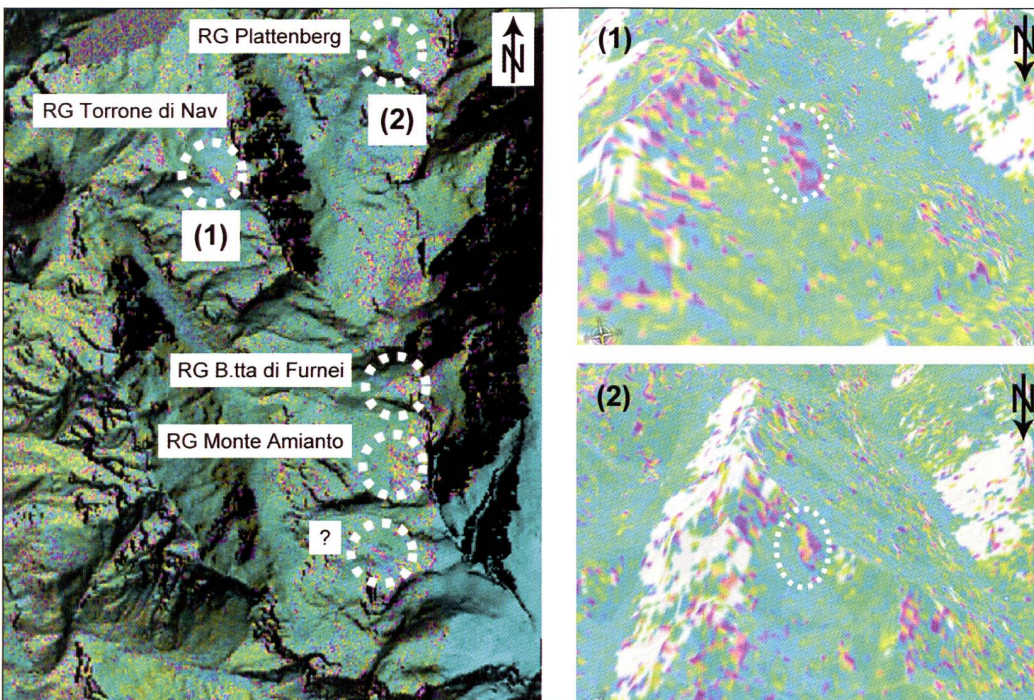 RG Plattenberg
N
(2)
RG Torrone di Nav
(1)
RG B.tta di Furnei
RG Monte Amianto
?
(1)
N
(2)
N